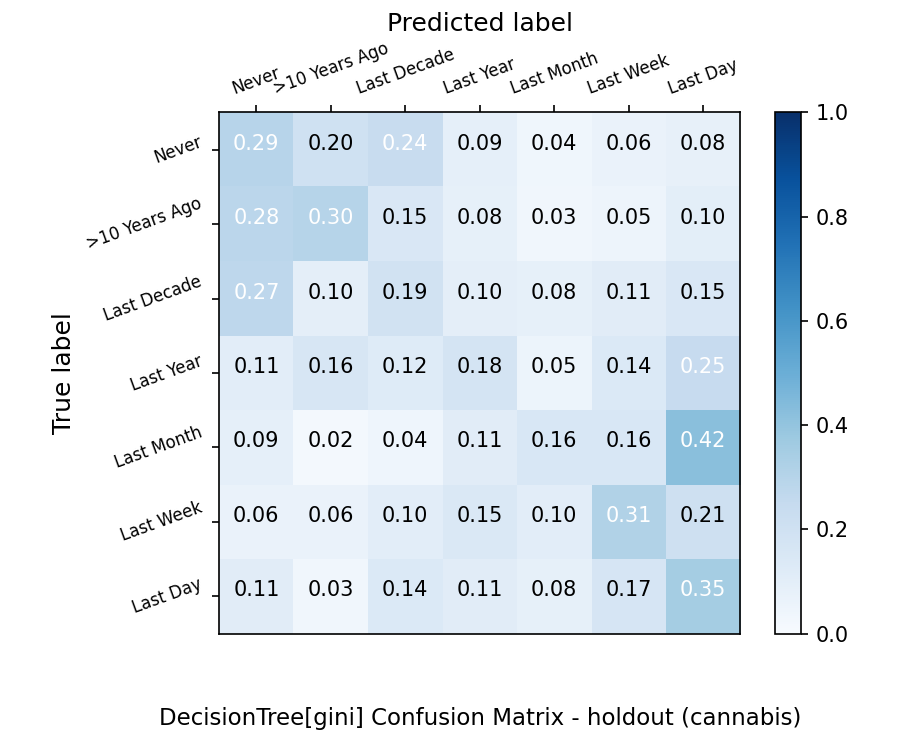 Predicted label
Never >10 Years Ago Last Decade Last Year Last Month Last Week Last Day
True label
Never 0.29 0.20 0.24 0.09 0.04 0.06 0.08
>10 Years Ago 0.28 0.30 0.15 0.08 0.03 0.05 0.10
Last Decade 0.27 0.10 0.19 0.10 0.08 0.11 0.15
Last Year 0.11 0.16 0.12 0.18 0.05 0.14 0.25
Last Month 0.09 0.02 0.04 0.11 0.16 0.16 0.42
Last Week 0.06 0.06 0.10 0.15 0.10 0.31 0.21
Last Day 0.11 0.03 0.14 0.11 0.08 0.17 0.35
1.0
0.8
0.6
0.4
0.2
0.0
DecisionTree[gini] Confusion Matrix - holdout (cannabis)